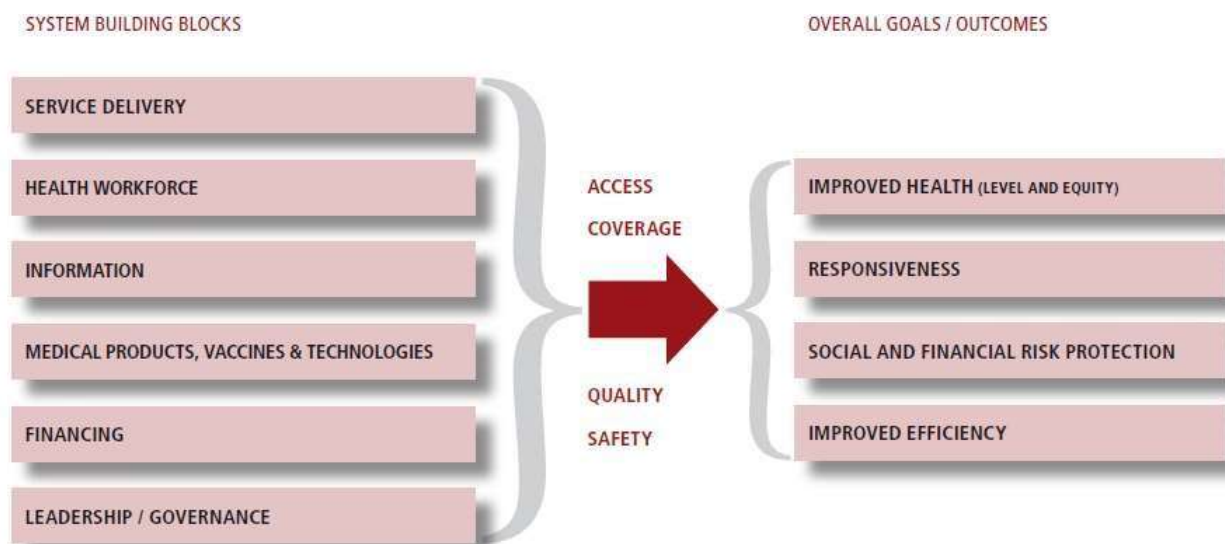 SYSTEM BUILDING BLOCKS
SERVICE DELIVERY
HEALTH WORKFORCE
INFORMATION
MEDICAL PRODUCTS, VACCINES & TECHNOLOGIES
FINANCING
LEADERSHIP / GOVERNANCE
ACCESS
COVERAGE
QUALITY
SAFETY
OVERALL GOALS / OUTCOMES
IMPROVED HEALTH (LEVEL AND EQUITY)
RESPONSIVENESS
SOCIAL AND FINANCIAL RISK PROTECTION
IMPROVED EFFICIENCY